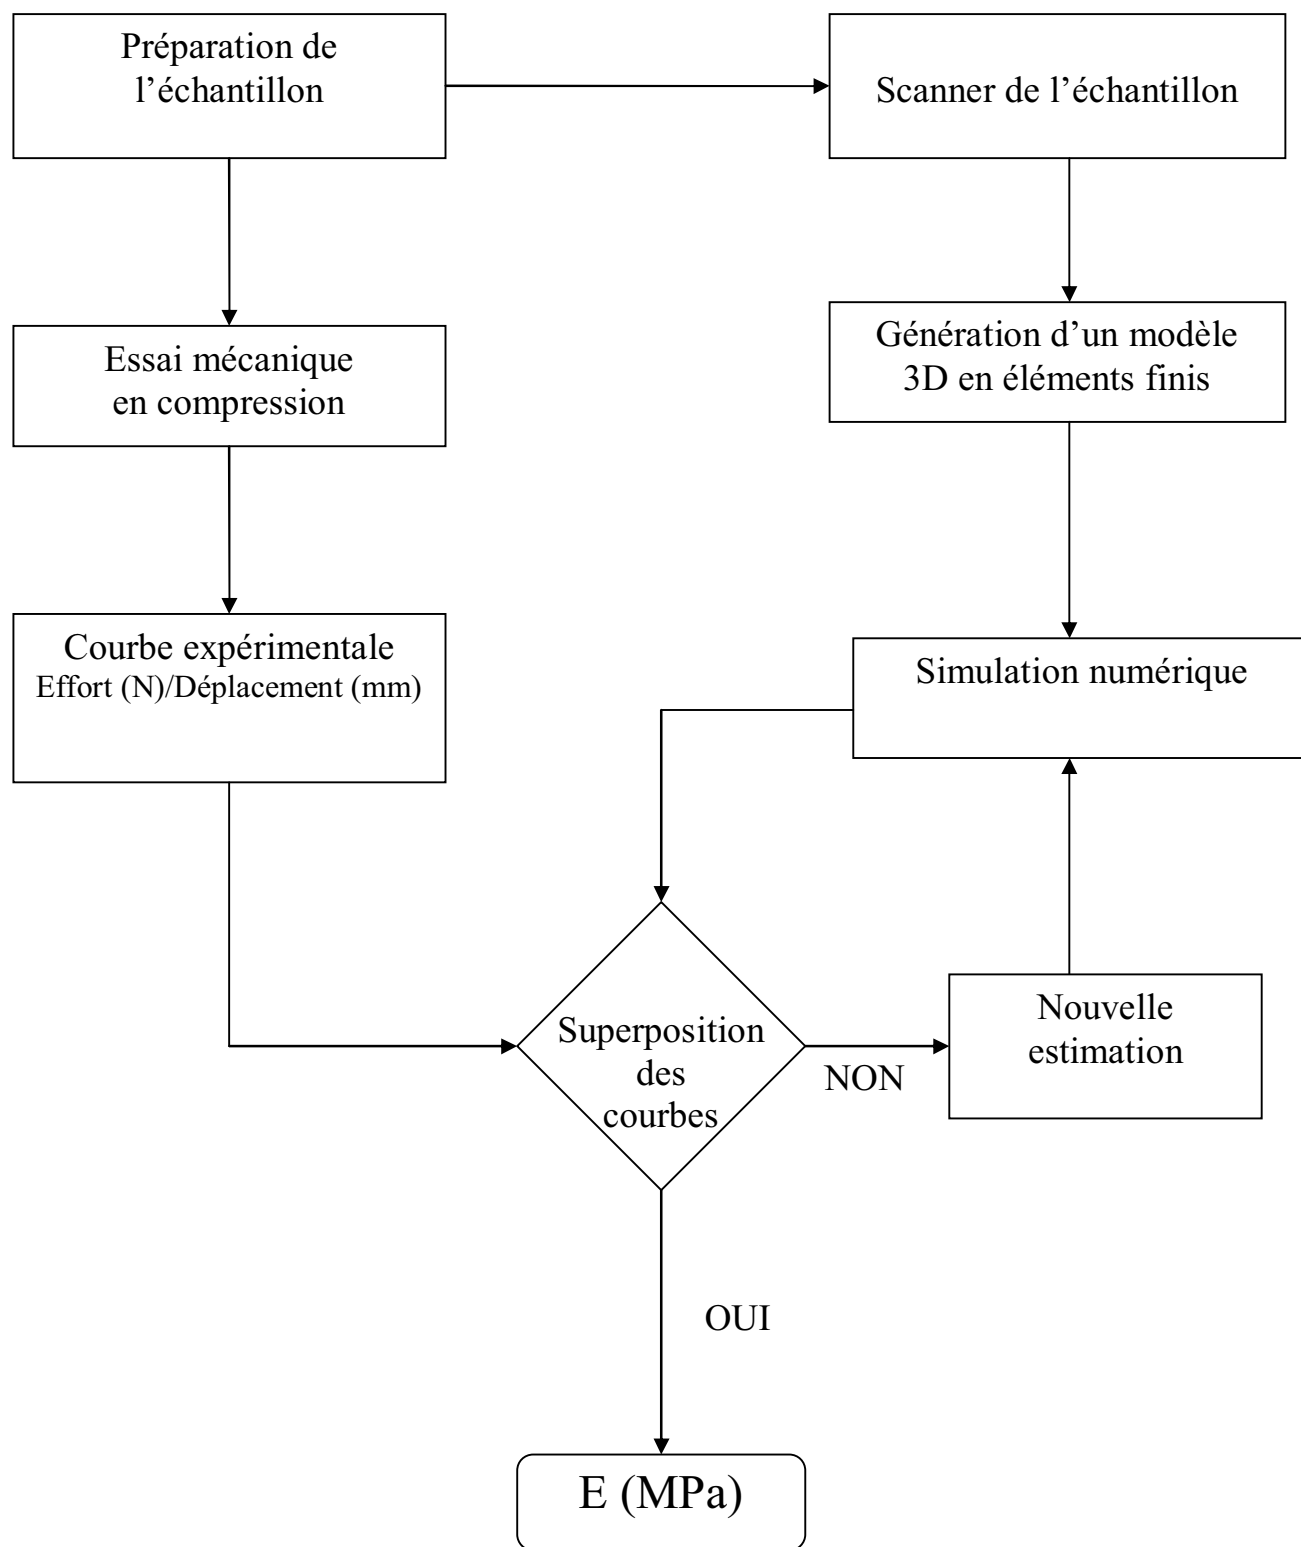 Préparation de
l’échantillon
Scanner de l’échantillon
Essai mécanique
en compression
Génération d’un modèle
3D en éléments finis
Courbe expérimentale
Effort (N)/Déplacement (mm)
Simulation numérique
Superposition
des
courbes
NON
Nouvelle
estimation
OUI
E (MPa)